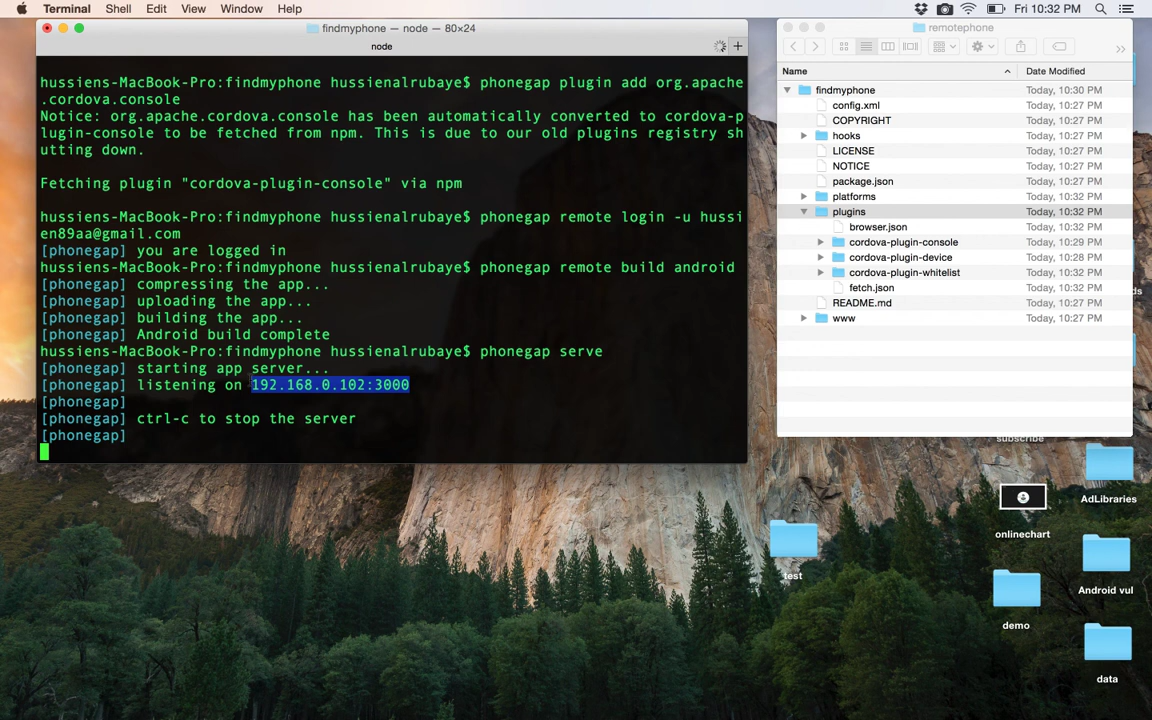 Terminal Shell Edit View Window Help
Fri 10:32 PM
findmyphone — node — 80×24
node
hussiens-MacBook-Pro:findmyphone hussienalrubaye$ phonegap plugin add org.apache
.cordova.console
Notice: org.apache.cordova.console has been automatically converted to cordova-p
lugin-console to be fetched from npm. This is due to our old plugins registry sh
utting down.
Fetching plugin "cordova-plugin-console" via npm
hussiens-MacBook-Pro:findmyphone hussienalrubaye$ phonegap remote login -u hussi
en89aa@gmail.com
[phonegap] you are logged in
hussiens-MacBook-Pro:findmyphone hussienalrubaye$ phonegap remote build android
[phonegap] compressing the app...
[phonegap] uploading the app...
[phonegap] building the app...
[phonegap] Android build complete
hussiens-MacBook-Pro:findmyphone hussienalrubaye$ phonegap serve
[phonegap] starting app server...
[phonegap] listening on 192.168.0.102:3000
[phonegap]
[phonegap] ctrl-c to stop the server
[phonegap]
remotephone
Name Date Modified
findmyphone Today, 10:30 PM
config.xml Today, 10:27 PM
COPYRIGHT Today, 10:27 PM
hooks Today, 10:27 PM
LICENSE Today, 10:27 PM
NOTICE Today, 10:27 PM
package.json Today, 10:27 PM
platforms Today, 10:27 PM
plugins Today, 10:32 PM
browser.json Today, 10:32 PM
cordova-plugin-console Today, 10:29 PM
cordova-plugin-device Today, 10:28 PM
cordova-plugin-whitelist Today, 10:32 PM
fetch.json Today, 10:32 PM
README.md Today, 10:27 PM
www Today, 10:27 PM
subscribe
AdLibraries
onlinechart
test
Android vul
demo
data